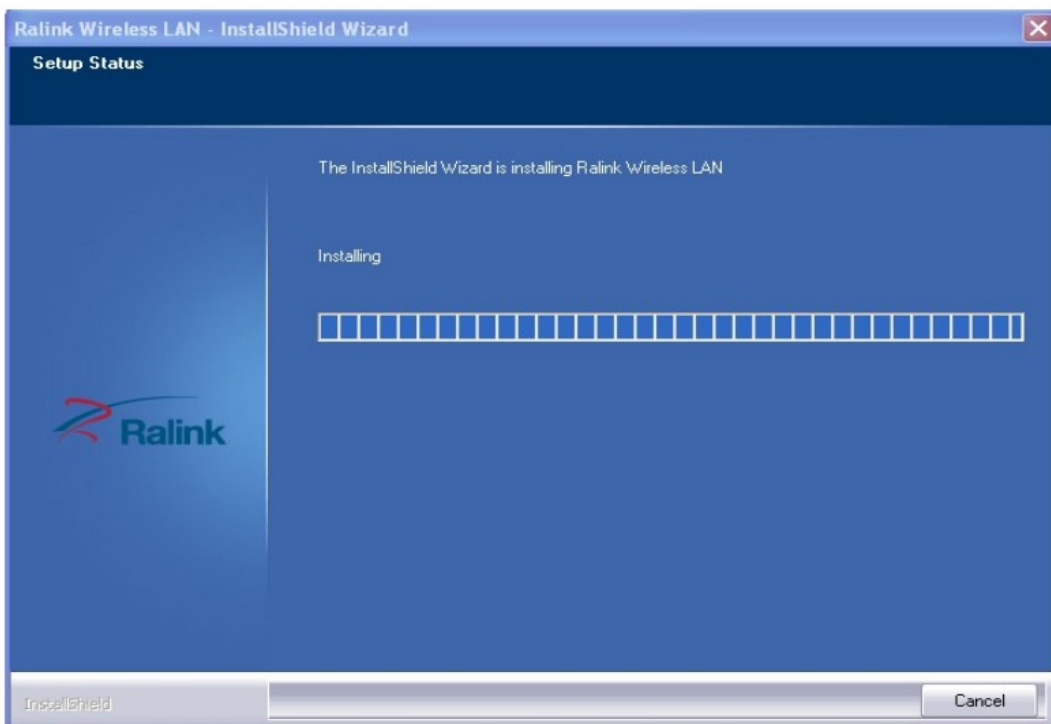 Ralink Wireless LAN - InstallShield Wizard
Setup Status
The InstallShield Wizard is installing Ralink Wireless LAN
Installing
Ralink
InstallShield
Cancel